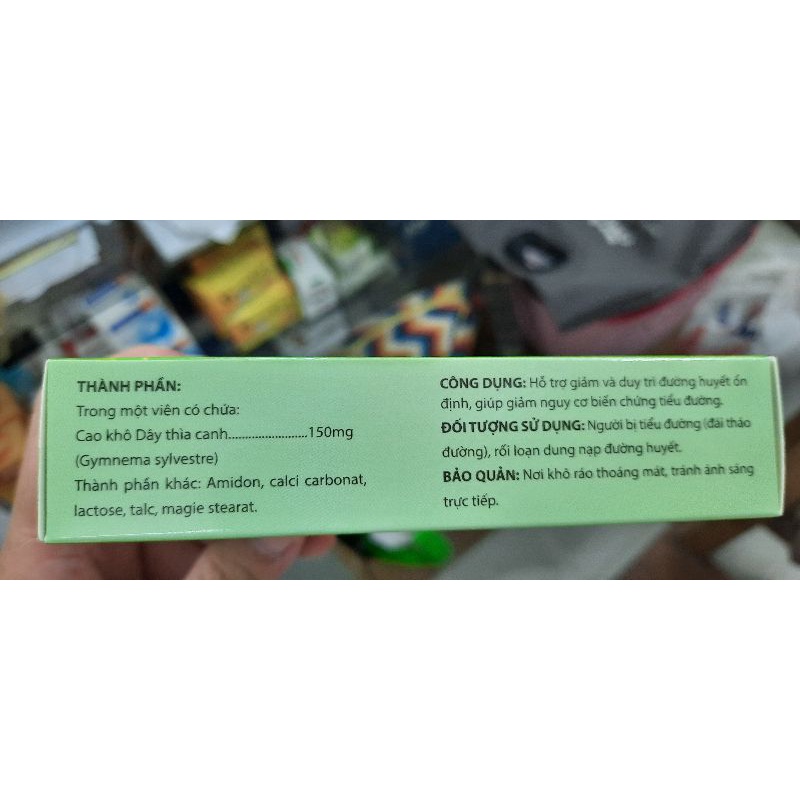 THÀNH PHẦN:
Trong một viên có chứa:
Cao khô Dây thìa canh........................150mg
(Gymnema sylvestre)
Thành phần khác: Amidon, calci carbonat,
lactose, talc, magie stearat.
CÔNG DỤNG: Hỗ trợ giảm và duy trì đường huyết ổn
định, giúp giảm nguy cơ biến chứng tiểu đường.
ĐỐI TƯỢNG SỬ DỤNG: Người bị tiểu đường (đái tháo
đường), rối loạn dung nạp đường huyết.
BẢO QUẢN: Nơi khô ráo thoáng mát, tránh ánh sáng
trực tiếp.